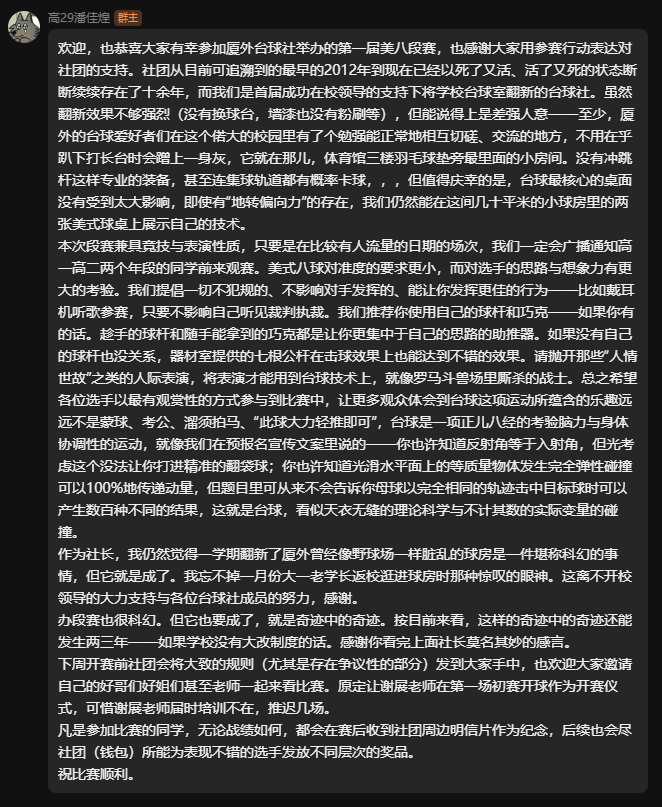 高29潘佳煌 群主
欢迎，也恭喜大家有幸参加厦外台球社举办的第一届美八段赛，也感谢大家用参赛行动表达对
社团的支持。社团从目前可追溯到的最早的2012年到现在已经以死了又活、活了又死的状态断
断续续存在了十余年，而我们是首届成功在校领导的支持下将学校台球室翻新的台球社。虽然
翻新效果不够强烈（没有换球台，墙漆也没有粉刷等），但能说得上是差强人意——至少，厦
外的台球爱好者们在这个偌大的校园里有了个勉强能正常地相互切磋、交流的地方，不用在乎
趴下打长台时会蹭上一身灰，它就在那儿，体育馆三楼羽毛球垫旁最里面的小房间。没有冲跳
杆这样专业的装备，甚至连集球轨道都有概率卡球，，，但值得庆幸的是，台球最核心的桌面
没有受到太大影响，即使有“地转偏向力”的存在，我们仍然能在这间几十平米的小球房里的两
张美式球桌上展示自己的技术。
本次段赛兼具竞技与表演性质，只要是在比较有人流量的日期的场次，我们一定会广播通知高
一高二两个年段的同学前来观赛。美式八球对准度的要求更小，而对选手的思路与想象力有更
大的考验。我们提倡一切不犯规的、不影响对手发挥的、能让你发挥更佳的行为——比如戴耳
机听歌参赛，只要不影响自己听见裁判执裁。我们推荐你使用自己的球杆和巧克——如果你有
的话。趁手的球杆和随手能拿到的巧克都是让你更集中于自己的思路的助推器。如果没有自己
的球杆也没关系，器材室提供的七根公杆在击球效果上也能达到不错的效果。请抛开那些“人情
世故”之类的人际表演，将表演才能用到台球技术上，就像罗马斗兽场里厮杀的战士。总之希望
各位选手以最有观赏性的方式参与到比赛中，让更多观众体会到台球这项运动所蕴含的乐趣远
远不是蒙球、考公、溜须拍马、“此球大力轻推即可”，台球是一项正儿八经的考验脑力与身体
协调性的运动，就像我们在预报名宣传文案里说的——你也许知道反射角等于入射角，但光考
虑这个没法让你打进精准的翻袋球；你也许知道光滑水平面上的等质量物体发生完全弹性碰撞
可以100%地传递动量，但题目里可从来不会告诉你母球以完全相同的轨迹击中目标球时可以
产生数百种不同的结果，这就是台球，看似天衣无缝的理论科学与不计其数的实际变量的碰
撞。
作为社长，我仍然觉得一学期翻新了厦外曾经像野球场一样脏乱的球房是一件堪称科幻的事
情，但它就是成了。我忘不掉一月份大一老学长返校逛进球房时那种惊叹的眼神。这离不开校
领导的大力支持与各位台球社成员的努力，感谢。
办段赛也很科幻。但它也要成了，就是奇迹中的奇迹。按目前来看，这样的奇迹中的奇迹还能
发生两三年——如果学校没有大改制度的话。感谢你看完上面社长莫名其妙的感言。
下周开赛前社团会将大致的规则（尤其是存在争议性的部分）发到大家手中，也欢迎大家邀请
自己的好哥们好姐们甚至老师一起来看比赛。原定让谢展老师在第一场初赛开球作为开赛仪
式，可惜谢展老师届时培训不在，推迟几场。
凡是参加比赛的同学，无论战绩如何，都会在赛后收到社团周边明信片作为纪念，后续也会尽
社团（钱包）所能为表现不错的选手发放不同层次的奖品。
祝比赛顺利。